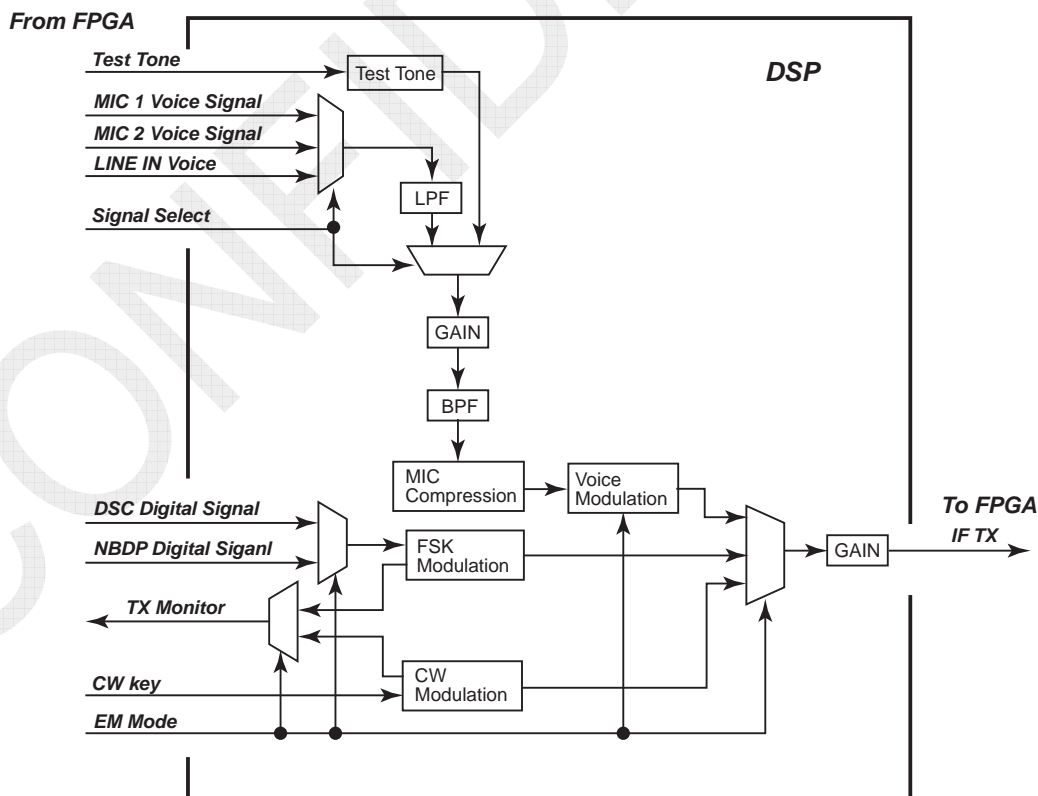 From FPGA
Test Tone
Test Tone
DSP
MIC 1 Voice Signal
MIC 2 Voice Signal
LINE IN Voice
LPF
Signal Select
GAIN
BPF
MIC
Compression
Voice
Modulation
DSC Digital Signal
To FPGA
NBDP Digital Siganl
FSK
Modulation
GAIN
IF TX
TX Monitor
CW key
CW
Modulation
EM Mode
CONFID